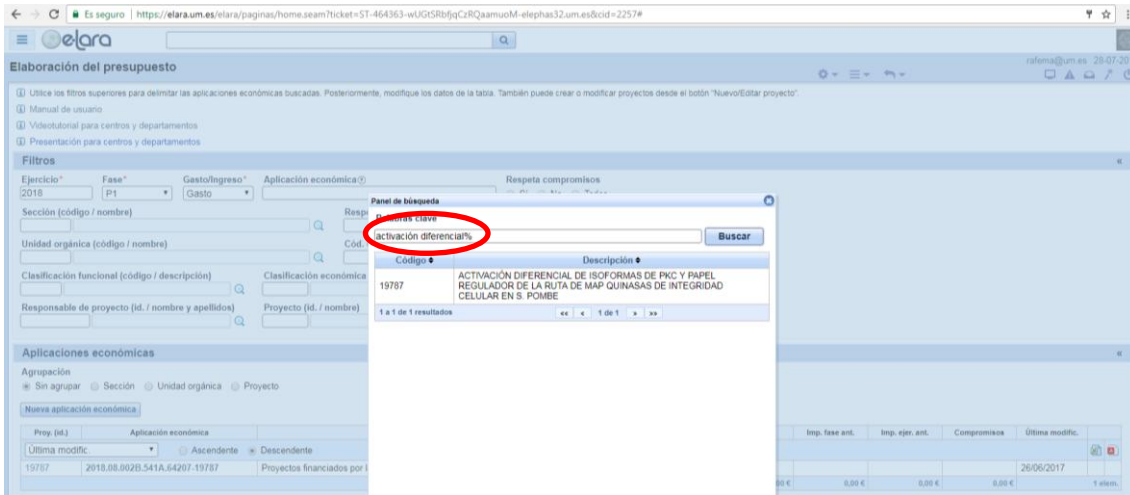 Es seguro | https://elara.um.es/elara/paginas/home.seam?ticket=ST-464363-wUGtSRbfjqCzRQaamuoM-elephas32.um.es&cid=2257#
elara
Elaboración del presupuesto
rafoma@um.es 28-07-20
Utilice los filtros superiores para delimitar las aplicaciones económicas buscadas. Posteriormente, modifique los datos de la tabla. También puede crear o modificar proyectos desde el botón "Nuevo/Editar proyecto".
Manual de usuario
Videotutorial para centros y departamentos
Presentación para centros y departamentos
Filtros
Ejercicio* Fase* Gasto/Ingreso* Aplicación económica Respeta compromisos
2018 P1 Gasto
Panel de búsqueda
Sección (código / nombre)
clave
activación diferencial% Buscar
Unidad orgánica (código / nombre) Cód.
Código Descripción
Clasificación funcional (código / descripción) Clasificación económica
19787 ACTIVACIÓN DIFERENCIAL DE ISOFORMAS DE PKC Y PAPEL
REGULADOR DE LA RUTA DE MAP QUINASAS DE INTEGRIDAD
CELULAR EN S. POMBE
Responsable de proyecto (id. / nombre y apellidos) Proyecto (id. / nombre)
1 a 1 de 1 resultados << < 1 de 1 > >>
Aplicaciones económicas
Agrupación
Sin agrupar Sección Unidad orgánica Proyecto
Nueva aplicación económica
Proy. (id.) Aplicación económica Imp. fase ant. Imp. ejer. ant. Compromisos Última modific.
Última modific. Ascendente Descendente
19787 2018.08.002B.541A.64207-19787 Proyectos financiados por 26/06/2017
00 € 0,00 € 0,00 € 0,00 € 1 elem.